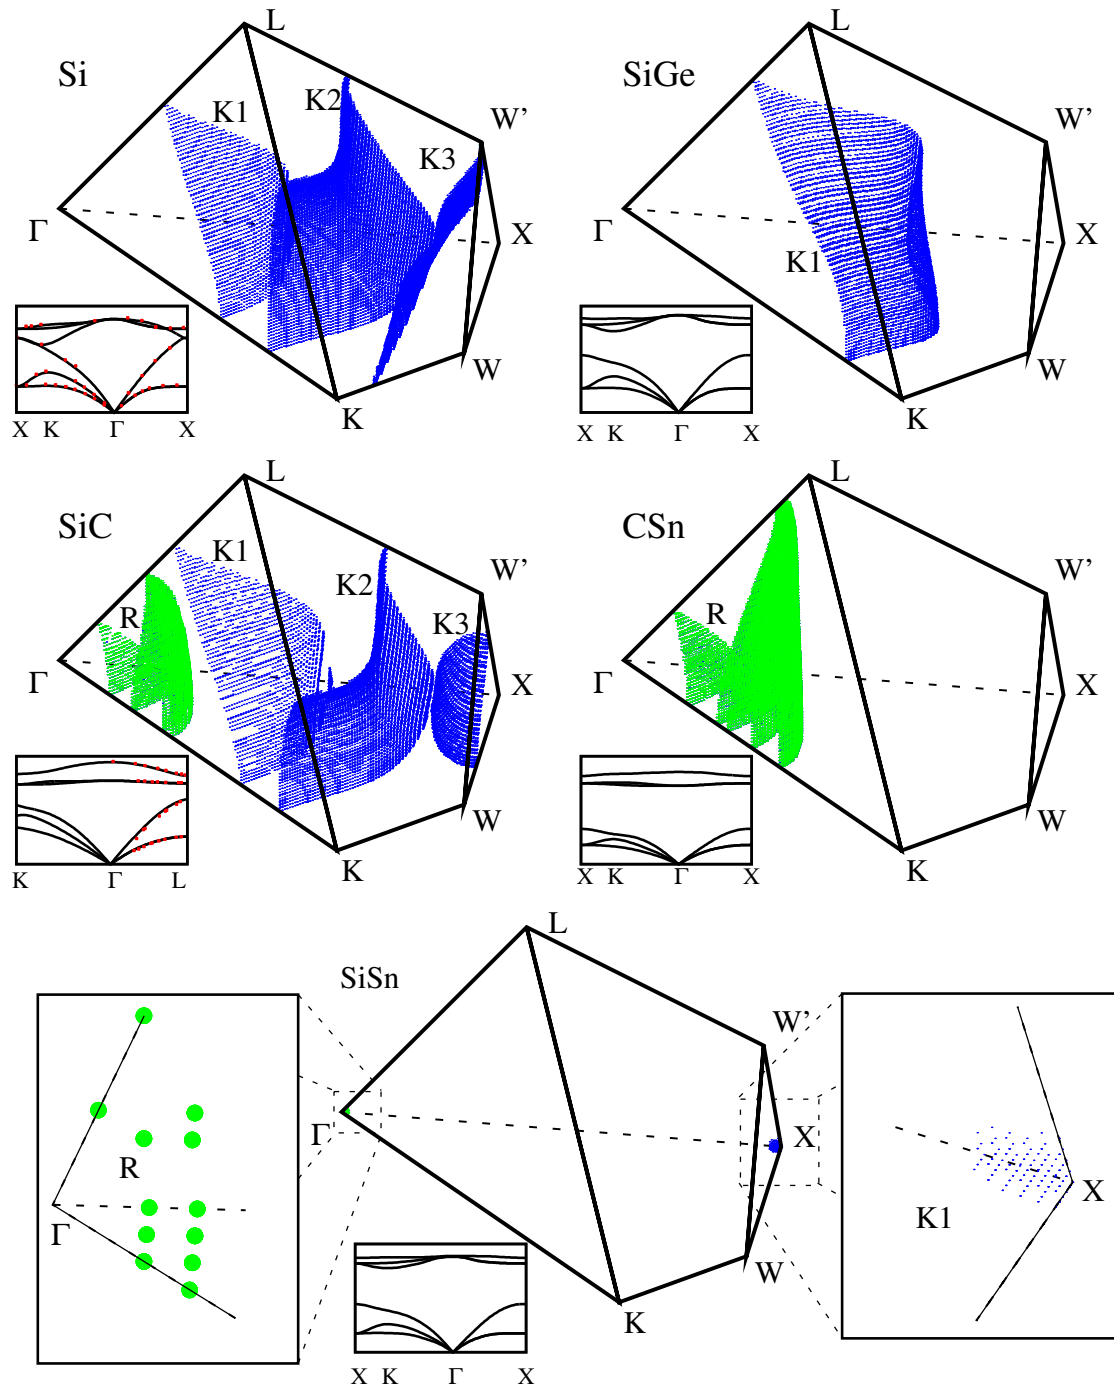 L
Si
K1
K2
W'
K3
Γ
X
W
K
X K Γ X
L
SiGe
W'
Γ
X
K1
W
K
X K Γ X
L
SiC
K1
K2
W'
R
K3
Γ
X
W
K
K Γ L
L
CSn
W'
R
Γ
X
W
K
X K Γ X
L
SiSn
W'
Γ
X
W
K
R
Γ
X
K1
X K Γ X